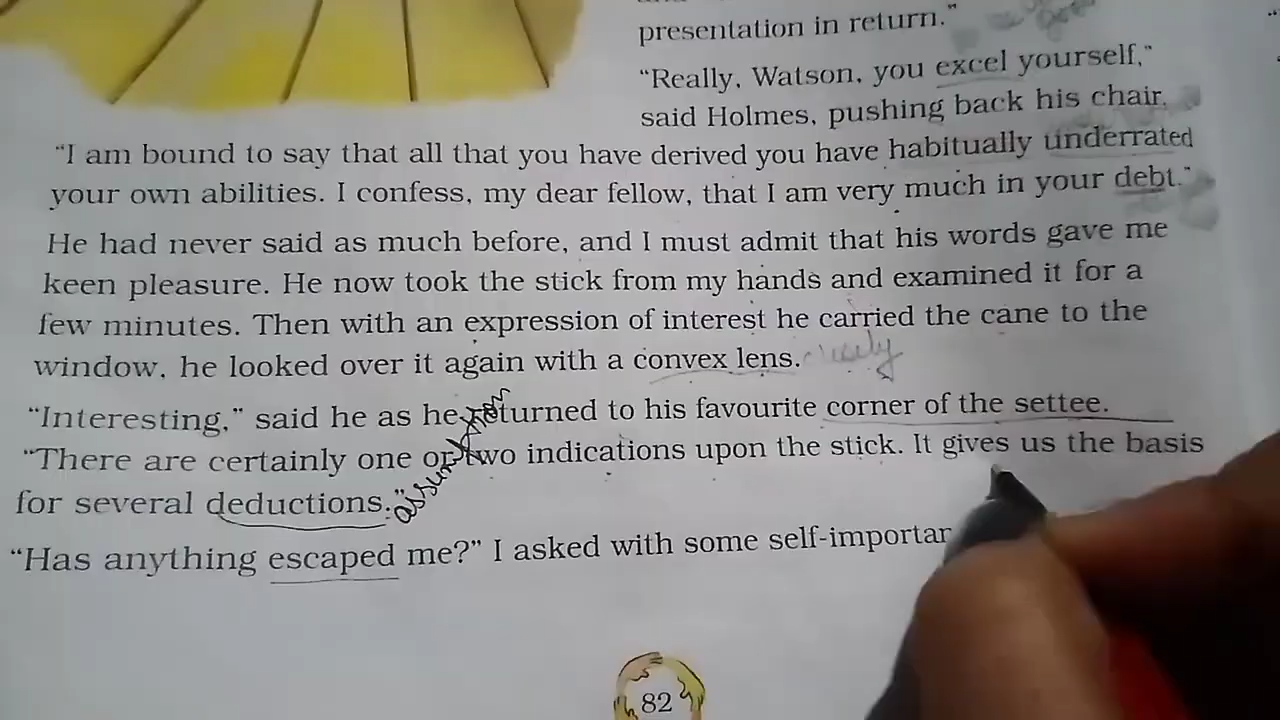 presentation in return."
"Really, Watson, you excel yourself,"
said Holmes, pushing back his chair,
"I am bound to say that all that you have derived you have habitually underrated
your own abilities. I confess, my dear fellow, that I am very much in your debt."
He had never said as much before, and I must admit that his words gave me
keen pleasure. He now took the stick from my hands and examined it for a
few minutes. Then with an expression of interest he carried the cane to the
window, he looked over it again with a convex lens. closely
"Interesting," said he as he returned to his favourite corner of the settee.
"There are certainly one or two indications upon the stick. It gives us the basis
for several deductions."
"Has anything escaped me?" I asked with some
82